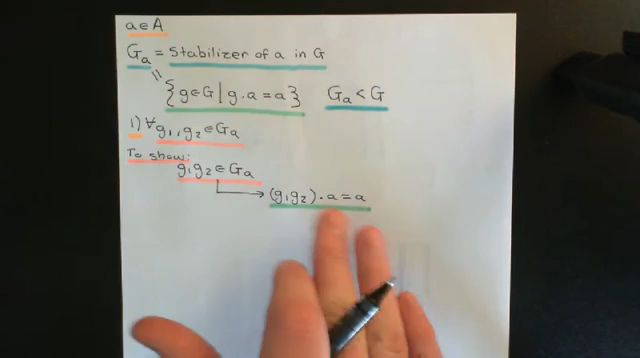 a∈A
Gₐ = Stabilizer of a in G
= {g∈G | g·a=a} Gₐ < G
1) ∀g₁,g₂∈Gₐ
To show:
g₁g₂∈Gₐ
→ (g₁g₂)·a=a